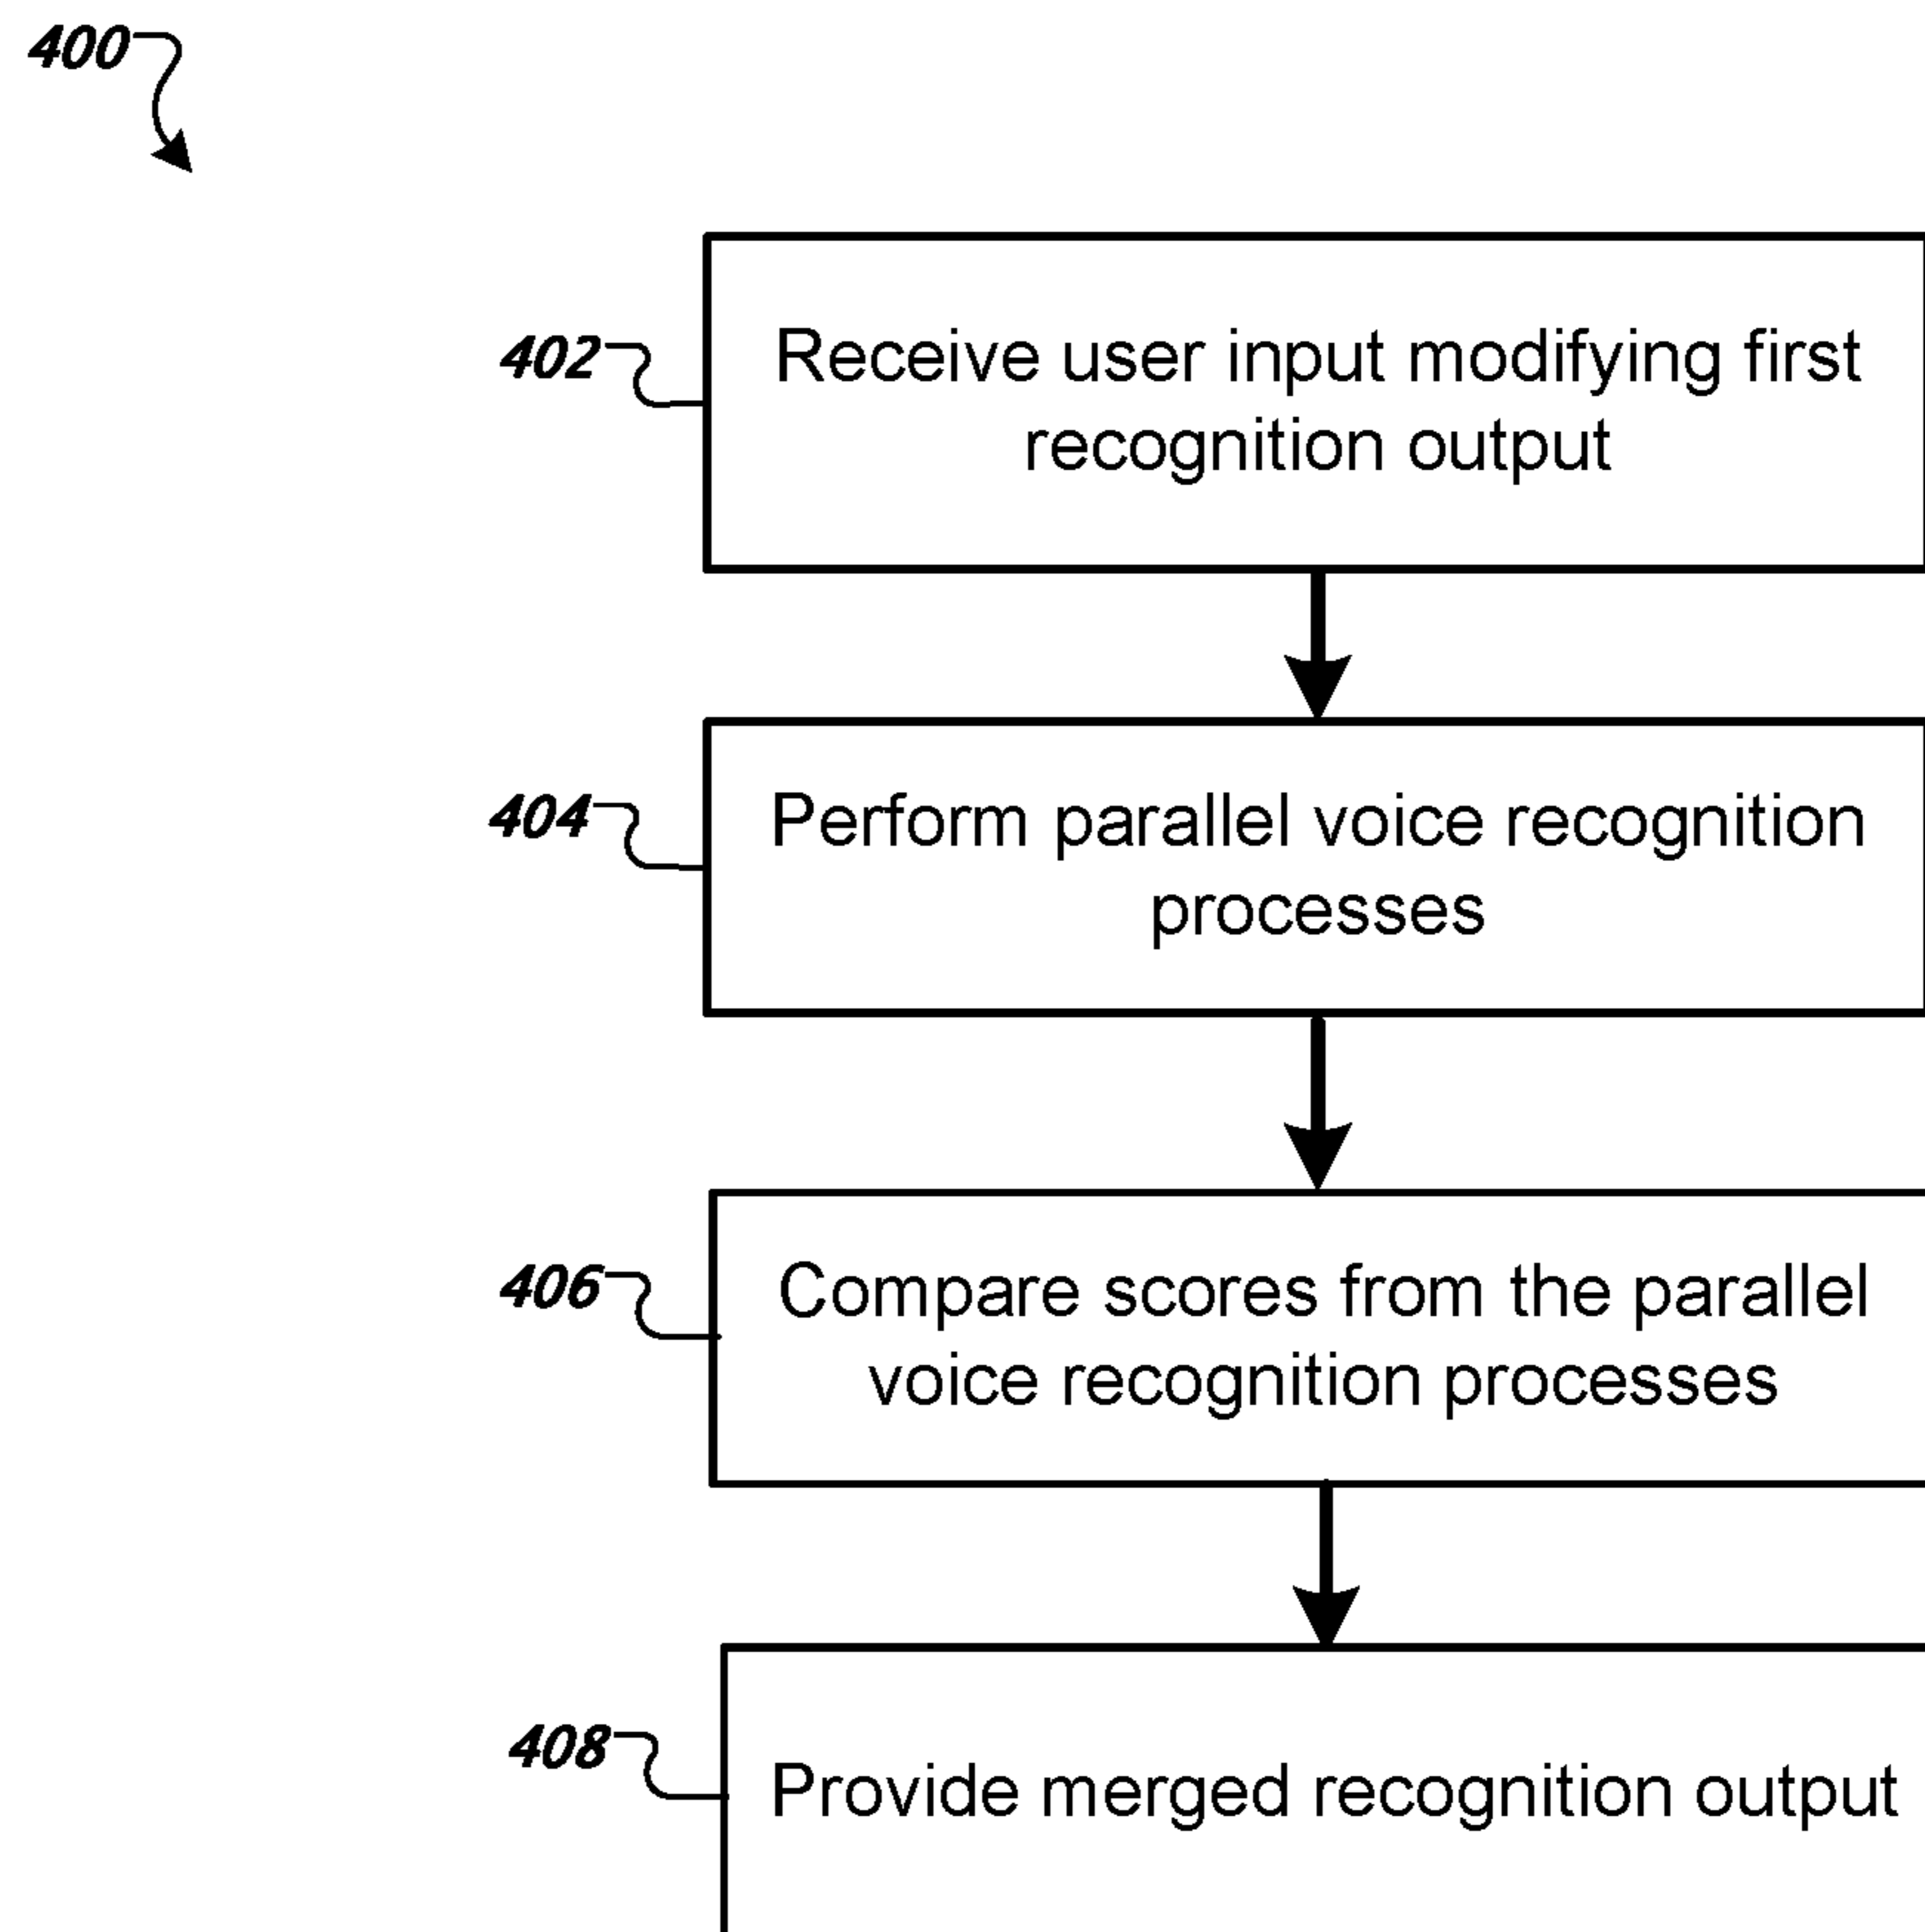 400
402
Receive user input modifying first
recognition output
404
Perform parallel voice recognition
processes
406
Compare scores from the parallel
voice recognition processes
408
Provide merged recognition output